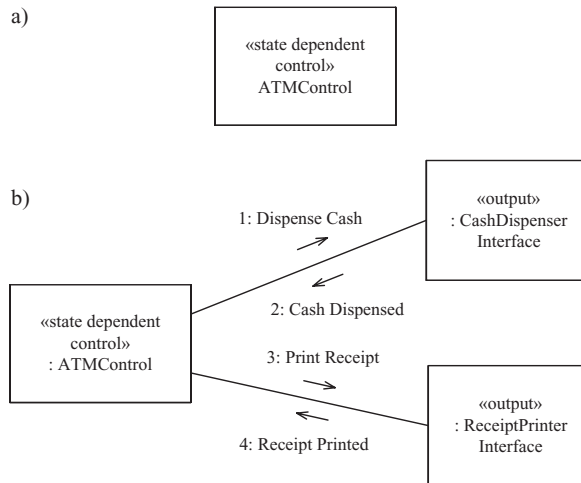 a)
«state dependent
control»
ATMControl
b)
1: Dispense Cash
«output»
: CashDispenser
Interface
2: Cash Dispensed
«state dependent
control»
: ATMControl
3: Print Receipt
«output»
: ReceiptPrinter
Interface
4: Receipt Printed